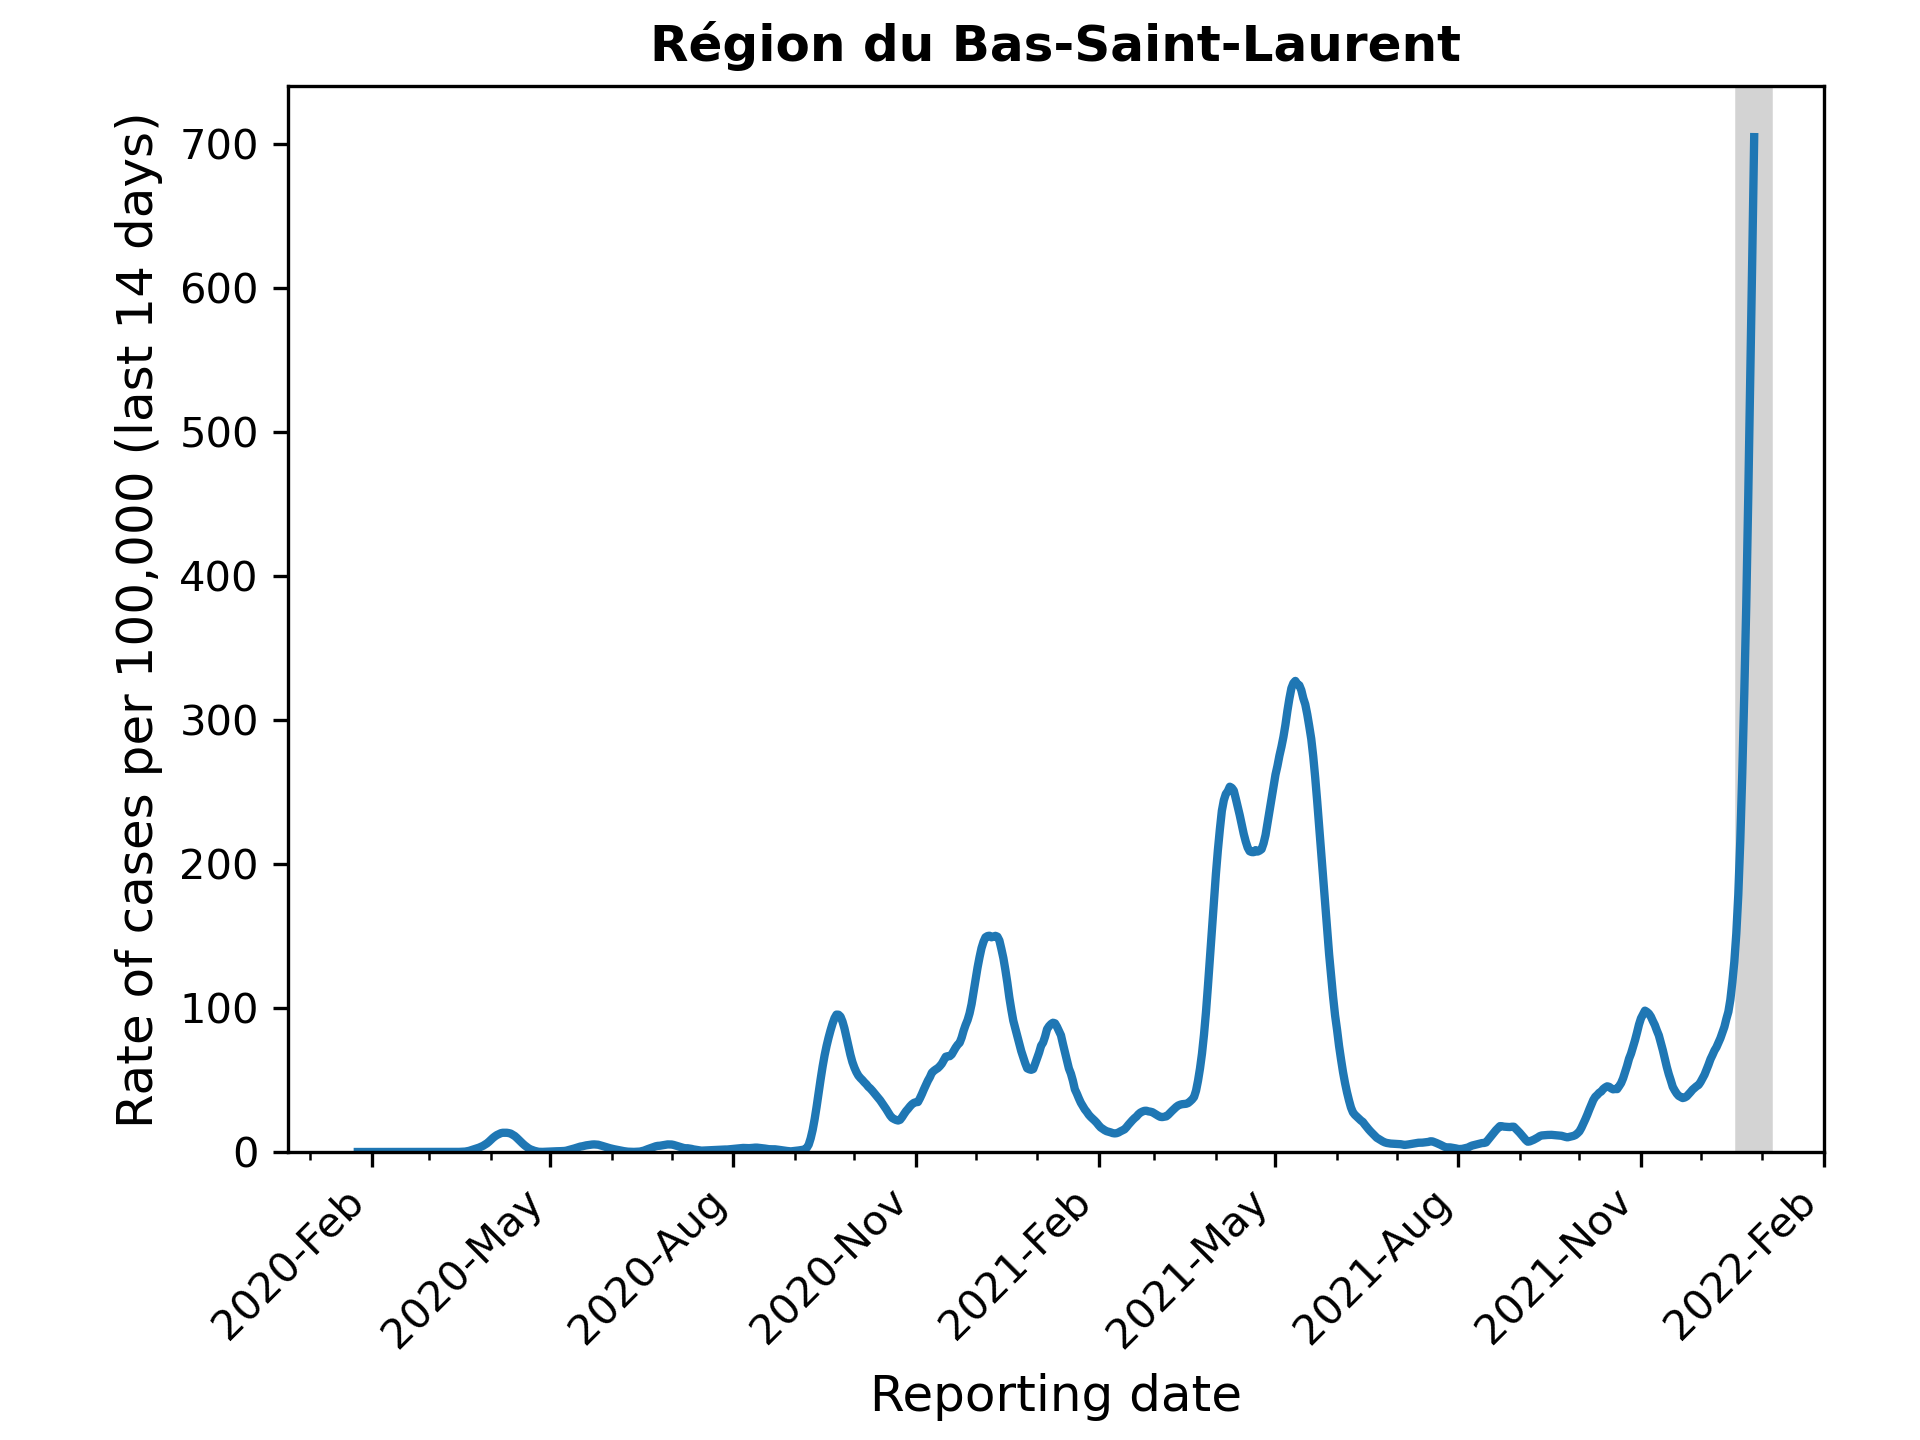 Région du Bas-Saint-Laurent
Rate of cases per 100,000 (last 14 days)
700
600
500
400
300
200
100
0
2020-Feb
2020-May
2020-Aug
2020-Nov
2021-Feb
2021-May
2021-Aug
2021-Nov
2022-Feb
Reporting date